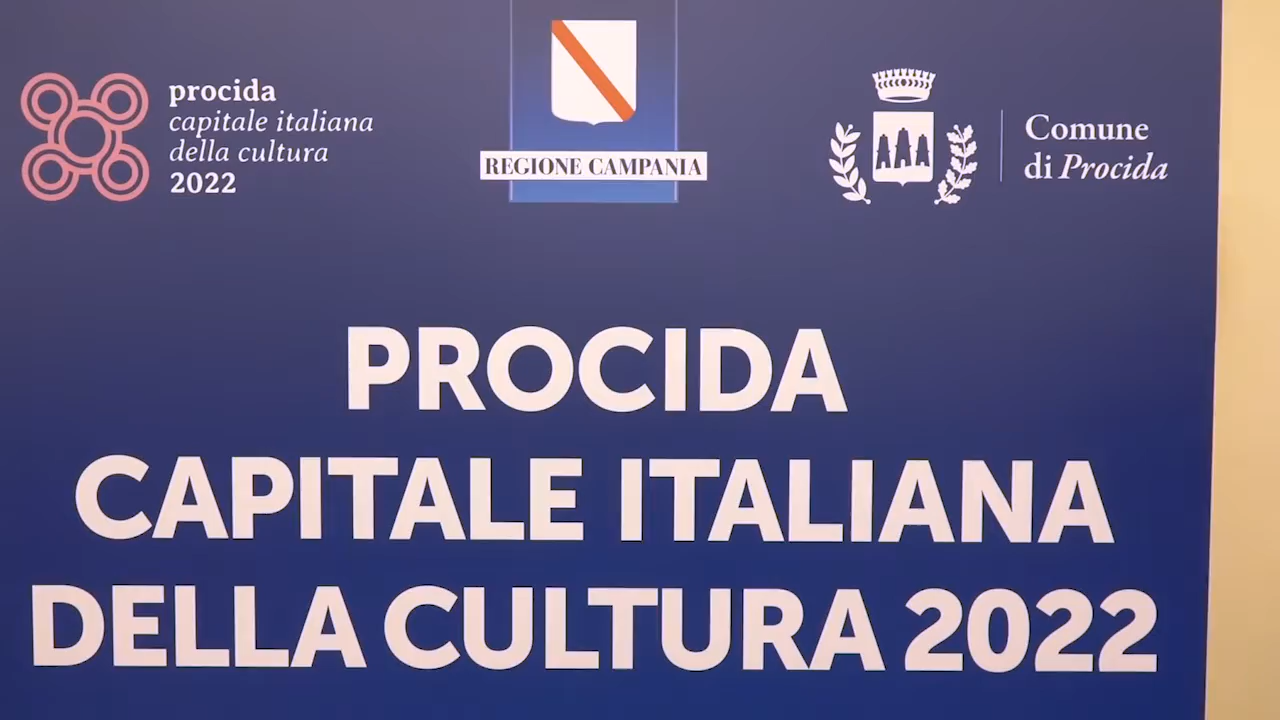 procida
capitale italiana
della cultura
2022
REGIONE CAMPANIA
Comune
di Procida
PROCIDA
CAPITALE ITALIANA
DELLA CULTURA 2022